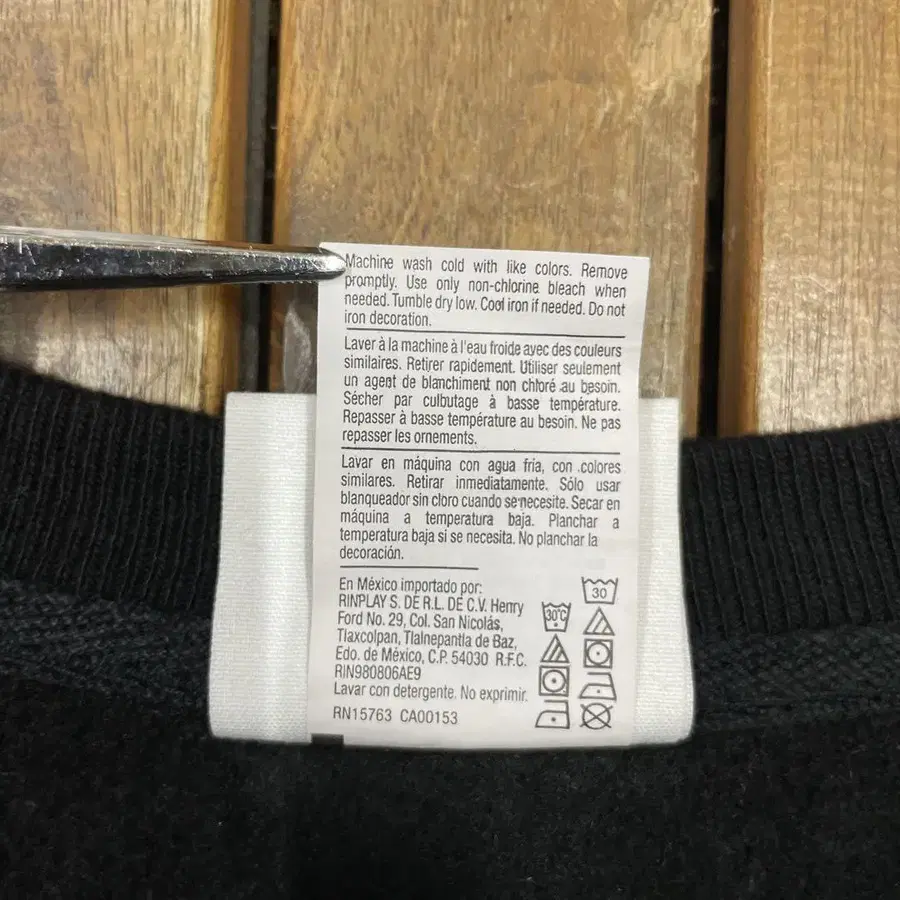 Machine wash cold with like colors. Remove
promptly. Use only non-chlorine bleach when
needed. Tumble dry low. Cool iron if needed. Do not
iron decoration.
Laver à la machine à l'eau froide avec des couleurs
similaires. Retirer rapidement. Utiliser seulement
un agent de blanchiment non chloré au besoin.
Sécher par culbutage à basse température.
Repasser à basse température au besoin. Ne pas
repasser les ornements.
Lavar en máquina con agua fría, con colores
similares. Retirar inmediatamente. Sólo usar
blanqueador sin cloro cuando se necesite. Secar en
máquina a temperatura baja. Planchar a
temperatura baja si se necesita. No planchar la
decoración.
En México importado por:
RINPLAY S. DE R.L. DE C.V. Henry
Ford No. 29, Col. San Nicolás,
Tlaxcolpan, Tlalnepantla de Baz,
Edo. de México, C.P. 54030 R.F.C.
RIN980806AE9
Lavar con detergente. No exprimir.
RN15763 CA00153
30
30°C